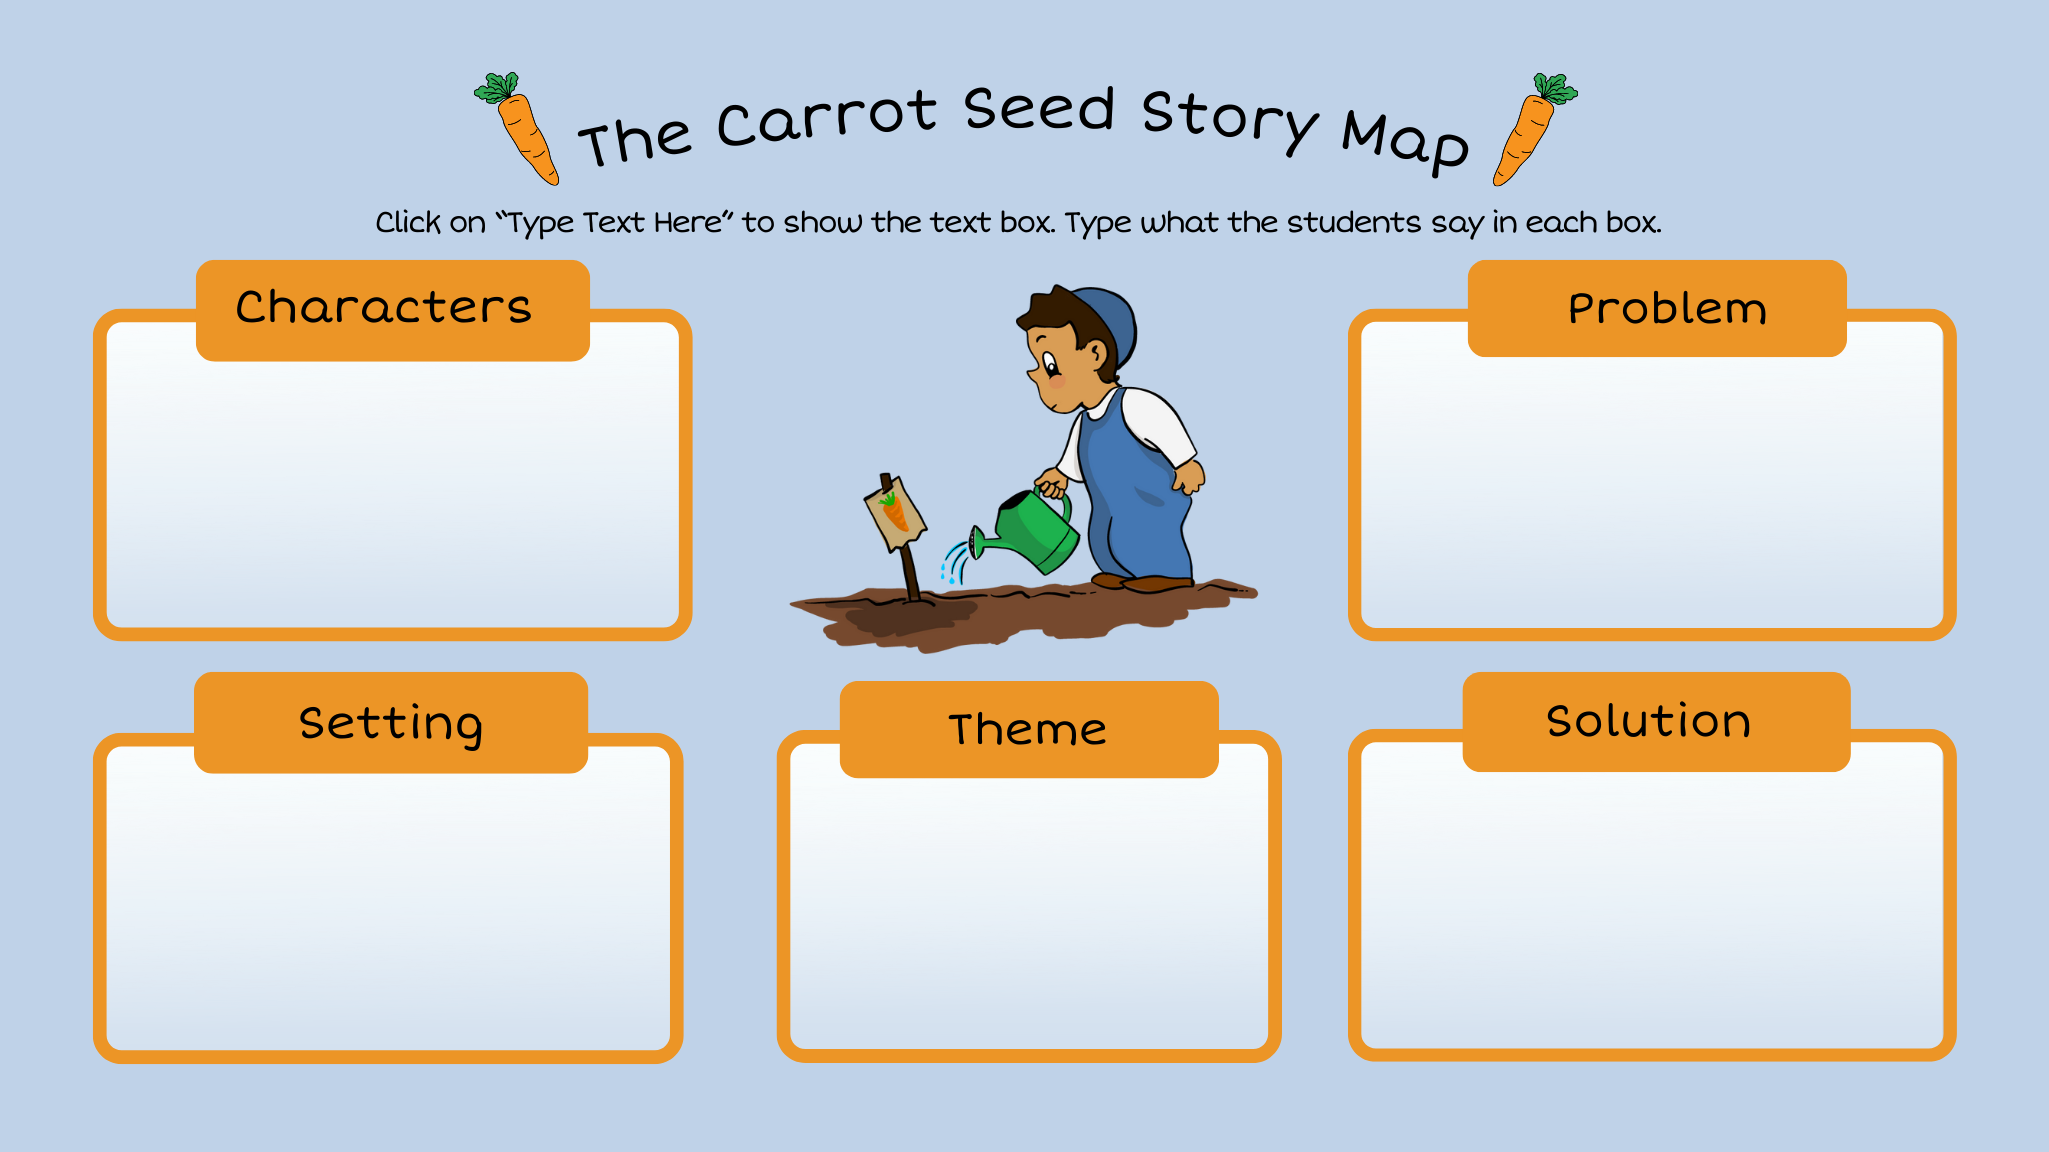 The Carrot Seed Story Map
Click on “Type Text Here” to show the text box. Type what the students say in each box.
Characters
Problem
Setting
Theme
Solution